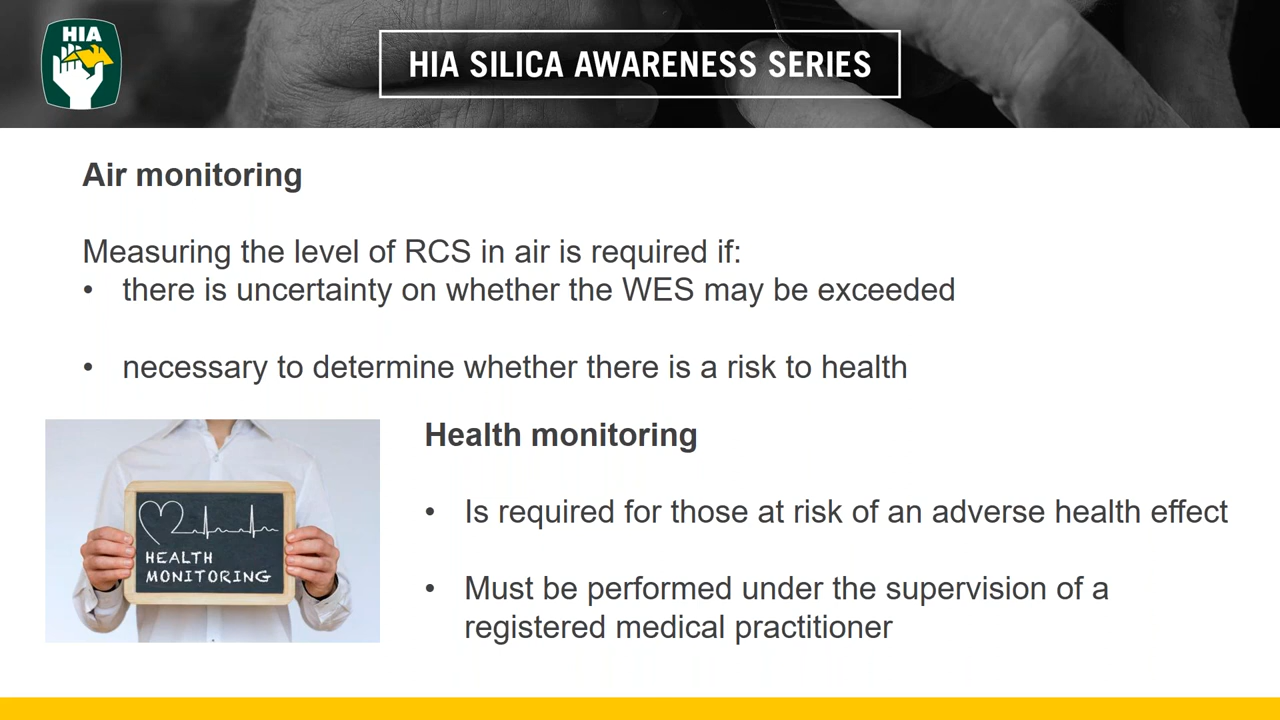 HIA
HIA SILICA AWARENESS SERIES
Air monitoring
Measuring the level of RCS in air is required if:
• there is uncertainty on whether the WES may be exceeded
• necessary to determine whether there is a risk to health
HEALTH
MONITORING
Health monitoring
• Is required for those at risk of an adverse health effect
• Must be performed under the supervision of a
registered medical practitioner